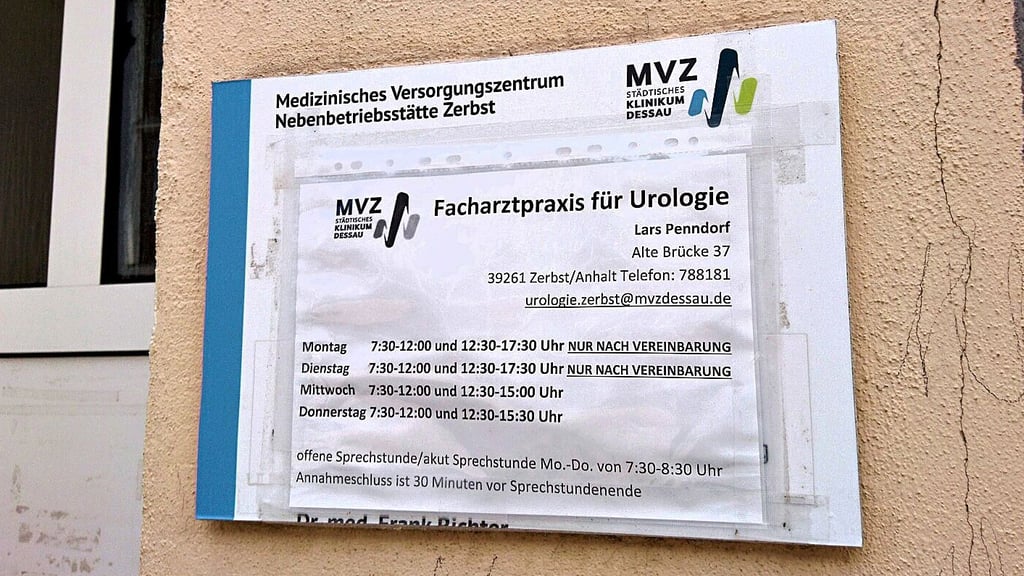 Medizinisches Versorgungszentrum
Nebenbetriebsstätte Zerbst
MVZ
STÄDTISCHES
KLINIKUM
DESSAU
MVZ
STÄDTISCHES
KLINIKUM
DESSAU
Facharztpraxis für Urologie
Lars Penndorf
Alte Brücke 37
39261 Zerbst/Anhalt Telefon: 788181
urologie.zerbst@mvzdessau.de
Montag 7:30-12:00 und 12:30-17:30 Uhr NUR NACH VEREINBARUNG
Dienstag 7:30-12:00 und 12:30-17:30 Uhr NUR NACH VEREINBARUNG
Mittwoch 7:30-12:00 und 12:30-15:00 Uhr
Donnerstag 7:30-12:00 und 12:30-15:30 Uhr
offene Sprechstunde/akut Sprechstunde Mo.-Do. von 7:30-8:30 Uhr
Annahmeschluss ist 30 Minuten vor Sprechstundenende
Dr. med. Frank Richter